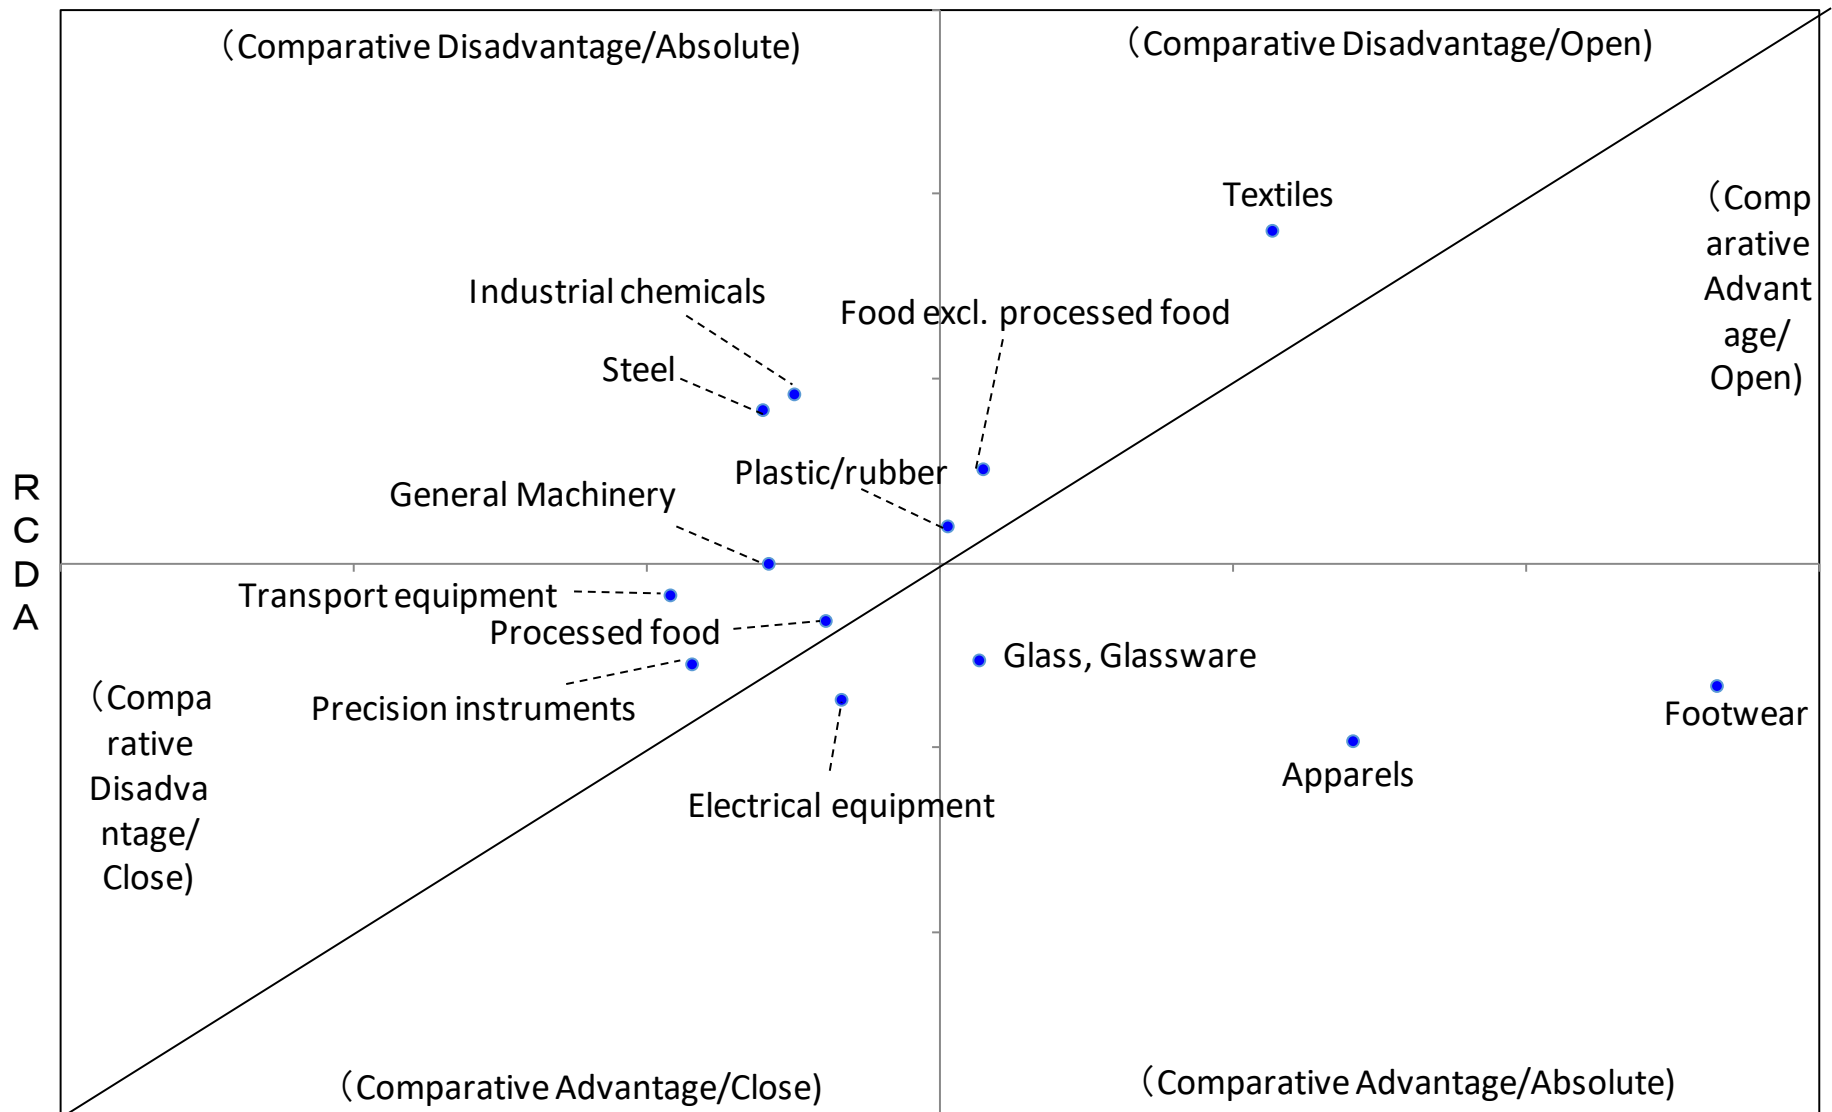 （Comparative Disadvantage/Absolute)
（Comparative Disadvantage/Open)
Textiles
（Comp
arative
Advant
age/
Open)
Industrial chemicals
Food excl. processed food
Steel
Plastic/rubber
General Machinery
R
C
D
A
Transport equipment
Processed food
Precision instruments
Glass, Glassware
Footwear
Apparels
（Compa
rative
Disadva
ntage/
Close)
Electrical equipment
（Comparative Advantage/Close)
（Comparative Advantage/Absolute)